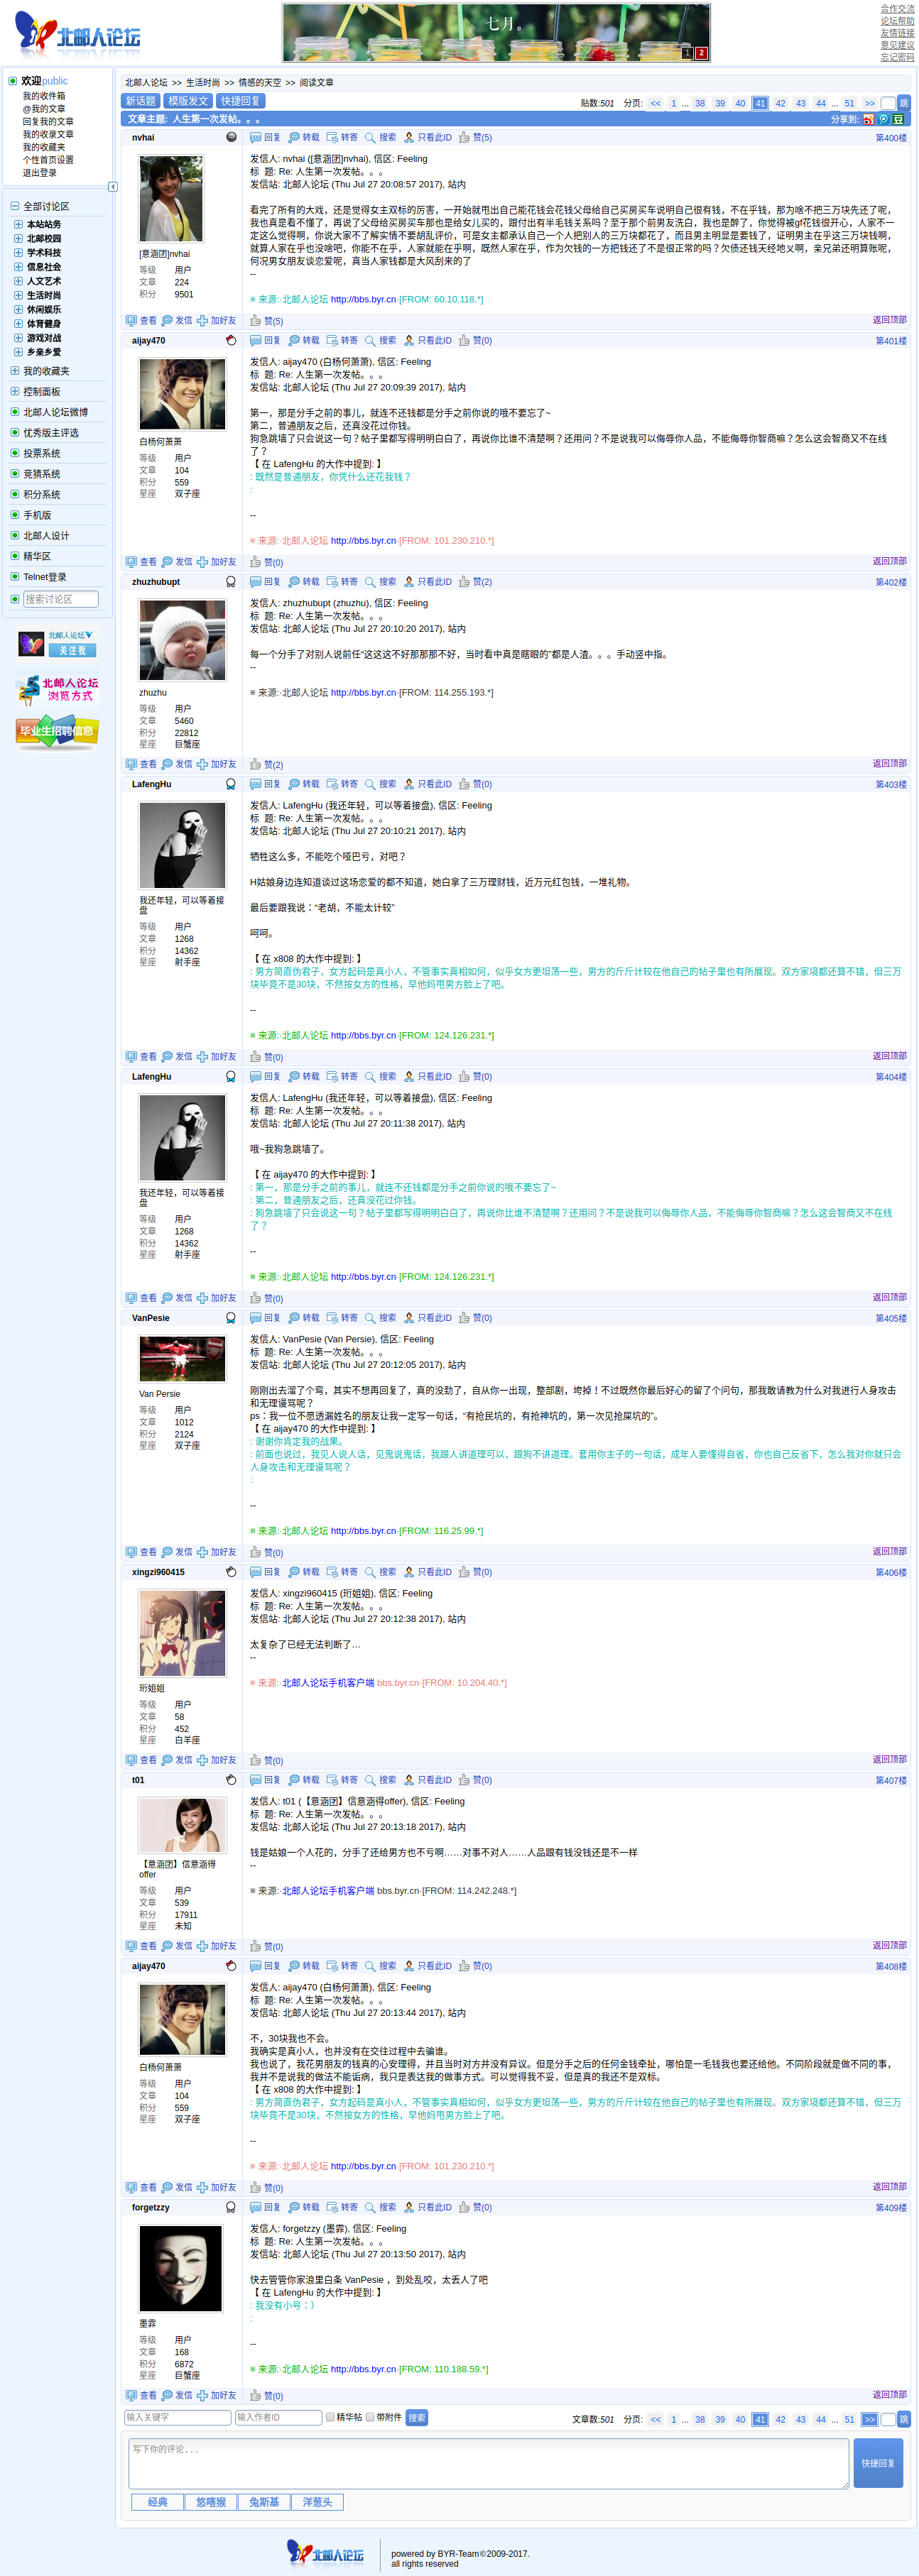 北邮人论坛
七月。
1 2
合作交流
论坛帮助
友情链接
意见建议
忘记密码
欢迎public
我的收件箱
@我的文章
回复我的文章
我的收录文章
我的收藏夹
个性首页设置
退出登录
全部讨论区
本站站务
北邮校园
学术科技
信息社会
人文艺术
生活时尚
休闲娱乐
体育健身
游戏对战
乡亲乡爱
我的收藏夹
控制面板
北邮人论坛微博
优秀版主评选
投票系统
竞猜系统
积分系统
手机版
北邮人设计
精华区
Telnet登录
搜索讨论区
北邮人论坛
关注我
北邮人论坛
浏览方式
毕业生招聘信息
北邮人论坛 >> 生活时尚 >> 情感的天空 >> 阅读文章
新话题 模版发文 快捷回复
贴数:501 分页: << 1 ... 38 39 40 41 42 43 44 ... 51 >> 跳
文章主题: 人生第一次发帖。。。
分享到:
nvhai
回复 转载 转寄 搜索 只看此ID 赞(5) 第400楼
[意涵团]nvhai
等级 用户
文章 224
积分 9501
发信人: nvhai ([意涵团]nvhai), 信区: Feeling
标 题: Re: 人生第一次发帖。。。
发信站: 北邮人论坛 (Thu Jul 27 20:08:57 2017), 站内
看完了所有的大戏，还是觉得女主双标的厉害，一开始就甩出自己能花钱会花钱父母给自己买房买车说明自己很有钱，不在乎钱，那为啥不把三万块先还了呢，
我也真是看不懂了，再说了父母给买房买车那也是给女儿买的，跟付出有半毛钱关系吗？至于那个前男友洗白，我也是醉了，你觉得被gf花钱很开心，人家不一
定这么觉得啊，你说大家不了解实情不要胡乱评价，可是女主都承认自己一个人把别人的三万块都花了，而且男主明显是要钱了，证明男主在乎这三万块钱啊，
就算人家在乎也没啥吧，你能不在乎，人家就能在乎啊，既然人家在乎，作为欠钱的一方把钱还了不是很正常的吗？欠债还钱天经地义啊，亲兄弟还明算账呢，
何况男女朋友谈恋爱呢，真当人家钱都是大风刮来的了
--
※ 来源:·北邮人论坛 http://bbs.byr.cn·[FROM: 60.10.118.*]
查看 发信 加好友 赞(5) 返回顶部
aijay470
回复 转载 转寄 搜索 只看此ID 赞(0) 第401楼
白杨何萧萧
等级 用户
文章 104
积分 559
星座 双子座
发信人: aijay470 (白杨何萧萧), 信区: Feeling
标 题: Re: 人生第一次发帖。。。
发信站: 北邮人论坛 (Thu Jul 27 20:09:39 2017), 站内
第一，那是分手之前的事儿，就连不还钱都是分手之前你说的哦不要忘了~
第二，普通朋友之后，还真没花过你钱。
狗急跳墙了只会说这一句？帖子里都写得明明白白了，再说你比谁不清楚啊？还用问？不是说我可以侮辱你人品，不能侮辱你智商嘛？怎么这会智商又不在线
了？
【 在 LafengHu 的大作中提到: 】
: 既然是普通朋友，你凭什么还花我钱？
:
--
※ 来源:·北邮人论坛 http://bbs.byr.cn·[FROM: 101.230.210.*]
查看 发信 加好友 赞(0) 返回顶部
zhuzhubupt
回复 转载 转寄 搜索 只看此ID 赞(2) 第402楼
zhuzhu
等级 用户
文章 5460
积分 22812
星座 巨蟹座
发信人: zhuzhubupt (zhuzhu), 信区: Feeling
标 题: Re: 人生第一次发帖。。。
发信站: 北邮人论坛 (Thu Jul 27 20:10:20 2017), 站内
每一个分手了对别人说前任“这这这不好那那那不好，当时看中真是瞎眼的”都是人渣。。。手动竖中指。
--
※ 来源:·北邮人论坛 http://bbs.byr.cn·[FROM: 114.255.193.*]
查看 发信 加好友 赞(2) 返回顶部
LafengHu
回复 转载 转寄 搜索 只看此ID 赞(0) 第403楼
我还年轻，可以等着接
盘
等级 用户
文章 1268
积分 14362
星座 射手座
发信人: LafengHu (我还年轻，可以等着接盘), 信区: Feeling
标 题: Re: 人生第一次发帖。。。
发信站: 北邮人论坛 (Thu Jul 27 20:10:21 2017), 站内
牺牲这么多，不能吃个哑巴亏，对吧？
H姑娘身边连知道谈过这场恋爱的都不知道，她白拿了三万理财钱，近万元红包钱，一堆礼物。
最后要跟我说：“老胡，不能太计较”
呵呵。
【 在 x808 的大作中提到: 】
: 男方简直伪君子，女方起码是真小人，不管事实真相如何，似乎女方更坦荡一些，男方的斤斤计较在他自己的帖子里也有所展现。双方家境都还算不错，但三万
块毕竟不是30块，不然按女方的性格，早他妈甩男方脸上了吧。
--
※ 来源:·北邮人论坛 http://bbs.byr.cn·[FROM: 124.126.231.*]
查看 发信 加好友 赞(0) 返回顶部
LafengHu
回复 转载 转寄 搜索 只看此ID 赞(0) 第404楼
我还年轻，可以等着接
盘
等级 用户
文章 1268
积分 14362
星座 射手座
发信人: LafengHu (我还年轻，可以等着接盘), 信区: Feeling
标 题: Re: 人生第一次发帖。。。
发信站: 北邮人论坛 (Thu Jul 27 20:11:38 2017), 站内
哦~我狗急跳墙了。
【 在 aijay470 的大作中提到: 】
: 第一，那是分手之前的事儿，就连不还钱都是分手之前你说的哦不要忘了~
: 第二，普通朋友之后，还真没花过你钱。
: 狗急跳墙了只会说这一句？帖子里都写得明明白白了，再说你比谁不清楚啊？还用问？不是说我可以侮辱你人品，不能侮辱你智商嘛？怎么这会智商又不在线
了？
--
※ 来源:·北邮人论坛 http://bbs.byr.cn·[FROM: 124.126.231.*]
查看 发信 加好友 赞(0) 返回顶部
VanPesie
回复 转载 转寄 搜索 只看此ID 赞(0) 第405楼
Van Persie
等级 用户
文章 1012
积分 2124
星座 双子座
发信人: VanPesie (Van Persie), 信区: Feeling
标 题: Re: 人生第一次发帖。。。
发信站: 北邮人论坛 (Thu Jul 27 20:12:05 2017), 站内
刚刚出去溜了个弯，其实不想再回复了，真的没劲了，自从你一出现，整部剧，垮掉！不过既然你最后好心的留了个问句，那我敢请教为什么对我进行人身攻击
和无理谩骂呢？
ps：我一位不愿透漏姓名的朋友让我一定写一句话，“有抢民坑的，有抢神坑的，第一次见抢屎坑的”。
【 在 aijay470 的大作中提到: 】
: 谢谢你肯定我的战果。
: 前面也说过，我见人说人话，见鬼说鬼话，我跟人讲道理可以，跟狗不讲道理。套用你主子的一句话，成年人要懂得自省，你也自己反省下，怎么我对你就只会
人身攻击和无理谩骂呢？
:
--
※ 来源:·北邮人论坛 http://bbs.byr.cn·[FROM: 116.25.99.*]
查看 发信 加好友 赞(0) 返回顶部
xingzi960415
回复 转载 转寄 搜索 只看此ID 赞(0) 第406楼
珩姐姐
等级 用户
文章 58
积分 452
星座 白羊座
发信人: xingzi960415 (珩姐姐), 信区: Feeling
标 题: Re: 人生第一次发帖。。。
发信站: 北邮人论坛 (Thu Jul 27 20:12:38 2017), 站内
太复杂了已经无法判断了…
--
※ 来源:·北邮人论坛手机客户端 bbs.byr.cn·[FROM: 10.204.40.*]
查看 发信 加好友 赞(0) 返回顶部
t01
回复 转载 转寄 搜索 只看此ID 赞(0) 第407楼
【意涵团】信意涵得
offer
等级 用户
文章 539
积分 17911
星座 未知
发信人: t01 (【意涵团】信意涵得offer), 信区: Feeling
标 题: Re: 人生第一次发帖。。。
发信站: 北邮人论坛 (Thu Jul 27 20:13:18 2017), 站内
钱是姑娘一个人花的，分手了还给男方也不亏啊……对事不对人……人品跟有钱没钱还是不一样
--
※ 来源:·北邮人论坛手机客户端 bbs.byr.cn·[FROM: 114.242.248.*]
查看 发信 加好友 赞(0) 返回顶部
aijay470
回复 转载 转寄 搜索 只看此ID 赞(0) 第408楼
白杨何萧萧
等级 用户
文章 104
积分 559
星座 双子座
发信人: aijay470 (白杨何萧萧), 信区: Feeling
标 题: Re: 人生第一次发帖。。。
发信站: 北邮人论坛 (Thu Jul 27 20:13:44 2017), 站内
不，30块我也不会。
我确实是真小人，也并没有在交往过程中去骗谁。
我也说了，我花男朋友的钱真的心安理得，并且当时对方并没有异议。但是分手之后的任何金钱牵扯，哪怕是一毛钱我也要还给他。不同阶段就是做不同的事，
我并不是说我的做法不能诟病，我只是表达我的做事方式。可以觉得我不妥，但是真的我还不是双标。
【 在 x808 的大作中提到: 】
: 男方简直伪君子，女方起码是真小人，不管事实真相如何，似乎女方更坦荡一些，男方的斤斤计较在他自己的帖子里也有所展现。双方家境都还算不错，但三万
块毕竟不是30块，不然按女方的性格，早他妈甩男方脸上了吧。
--
※ 来源:·北邮人论坛 http://bbs.byr.cn·[FROM: 101.230.210.*]
查看 发信 加好友 赞(0) 返回顶部
forgetzzy
回复 转载 转寄 搜索 只看此ID 赞(0) 第409楼
墨霏
等级 用户
文章 168
积分 6872
星座 巨蟹座
发信人: forgetzzy (墨霏), 信区: Feeling
标 题: Re: 人生第一次发帖。。。
发信站: 北邮人论坛 (Thu Jul 27 20:13:50 2017), 站内
快去管管你家浪里白条 VanPesie ，到处乱咬，太丢人了吧
【 在 LafengHu 的大作中提到: 】
: 我没有小号：）
:
--
※ 来源:·北邮人论坛 http://bbs.byr.cn·[FROM: 110.188.59.*]
查看 发信 加好友 赞(0) 返回顶部
输入关键字 输入作者ID 精华帖 带附件 搜索
文章数:501 分页: << 1 ... 38 39 40 41 42 43 44 ... 51 >> 跳
写下你的评论...
快捷回复
经典 悠嘻猴 兔斯基 洋葱头
北邮人论坛
powered by BYR-Team©2009-2017.
all rights reserved